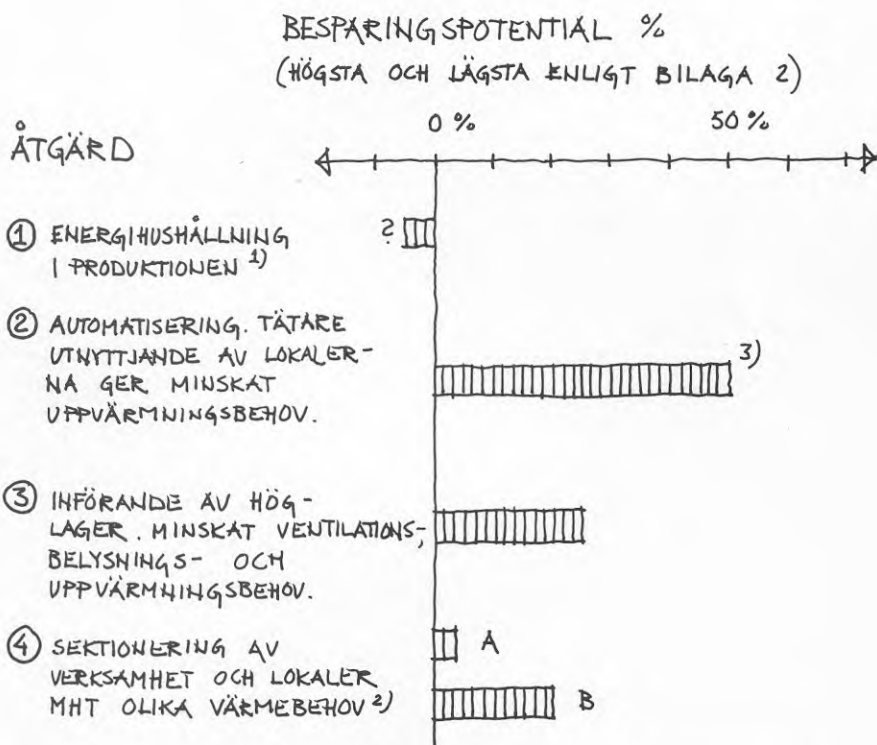 BESPARINGSPOTENTIAL %
(HÖGSTA OCH LÄGSTA ENLIGT BILAGA 2)
0 % 50 %
ÅTGÄRD
① ENERGIHUSHÅLLNING
I PRODUKTIONEN 1)
?
② AUTOMATISERING. TÄTARE
UTNYTTJANDE AV LOKALER-
NA GER MINSKAT
UPPVÄRMNINGSBEHOV.
3)
③ INFÖRANDE AV HÖG-
LAGER. MINSKAT VENTILATIONS-,
BELYSNINGS- OCH
UPPVÄRMNINGSBEHOV.
④ SEKTIONERING AV
VERKSAMHET OCH LOKALER
MHT OLIKA VÄRMEBEHOV 2)
A
B